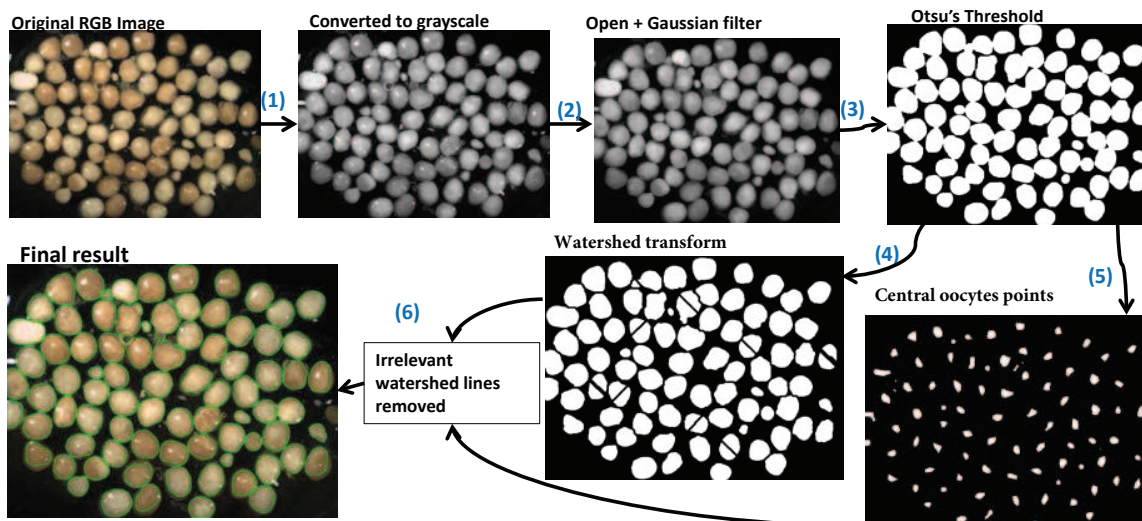 Original RGB Image
Converted to grayscale
Open + Gaussian filter
Otsu's Threshold
(1)
(2)
(3)
Final result
Watershed transform
(4)
(5)
Central oocytes points
(6)
Irrelevant
watershed lines
removed